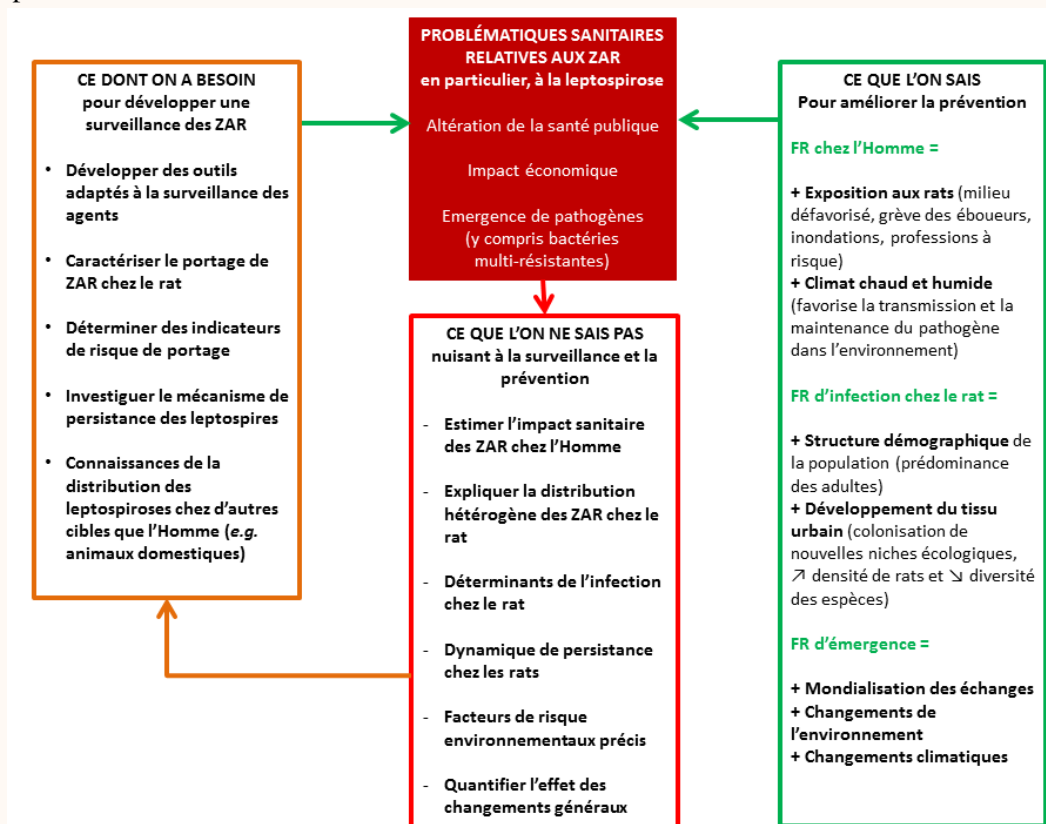 PROBLÉMATIQUES SANITAIRES
RELATIVES AUX ZAR
en particulier, à la leptospirose
Altération de la santé publique
Impact économique
Emergence de pathogènes
(y compris bactéries
multi-résistantes)
CE DONT ON A BESOIN
pour développer une
surveillance des ZAR
• Développer des outils
adaptés à la surveillance des
agents
• Caractériser le portage de
ZAR chez le rat
• Déterminer des indicateurs
de risque de portage
• Investiguer le mécanisme de
persistance des leptospires
• Connaissances de la
distribution des
leptospiroses chez d'autres
cibles que l'Homme (e.g.
animaux domestiques)
CE QUE L'ON NE SAIS PAS
nuisant à la surveillance et la
prévention
- Estimer l'impact sanitaire
des ZAR chez l'Homme
- Expliquer la distribution
hétérogène des ZAR chez le
rat
- Déterminants de l'infection
chez le rat
- Dynamique de persistance
chez les rats
- Facteurs de risque
environnementaux précis
- Quantifier l'effet des
changements généraux
CE QUE L'ON SAIS
Pour améliorer la prévention
FR chez l'Homme =
+ Exposition aux rats (milieu
défavorisé, grève des éboueurs,
inondations, professions à
risque)
+ Climat chaud et humide
(favorise la transmission et la
maintenance du pathogène
dans l'environnement)
FR d'infection chez le rat =
+ Structure démographique de
la population (prédominance
des adultes)
+ Développement du tissu
urbain (colonisation de
nouvelles niches écologiques,
↗ densité de rats et ↘ diversité
des espèces)
FR d'émergence =
+ Mondialisation des échanges
+ Changements de
l'environnement
+ Changements climatiques